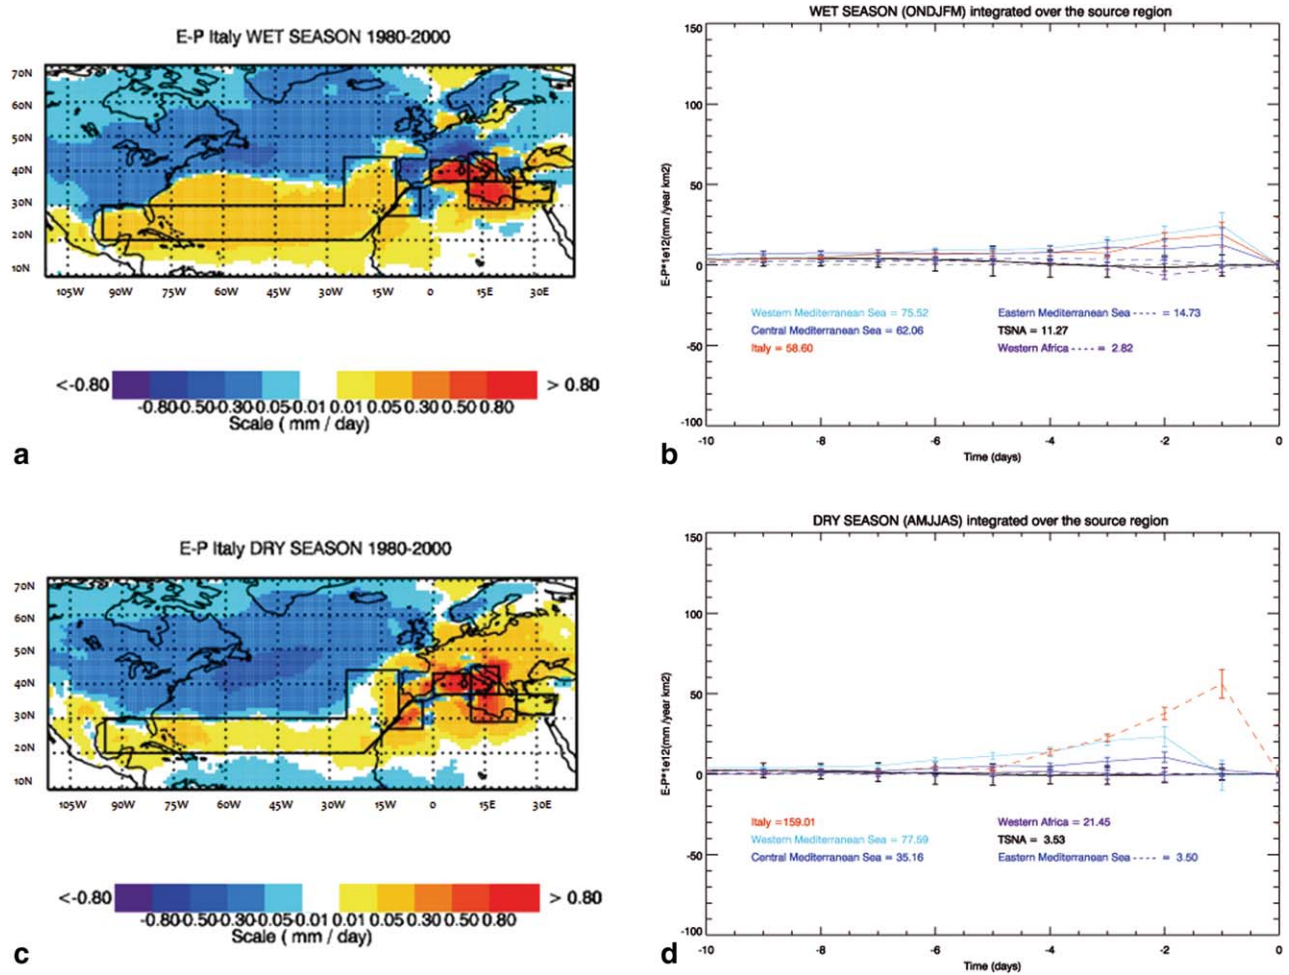 E-P Italy WET SEASON 1980-2000
70N
60N
50N
40N
30N
20N
10N
105W 90W 75W 60W 45W 30W 15W 0 15E 30E
<-0.80 > 0.80
-0.80-0.50-0.30-0.05-0.01 0.01 0.05 0.30 0.50 0.80
Scale ( mm / day)
a
WET SEASON (ONDJFM) integrated over the source region
150
100
50
0
-50
-100
E-P*1e12(mm /year km2)
Western Mediterranean Sea = 75.52
Central Mediterranean Sea = 62.06
Italy = 58.60
Eastern Mediterranean Sea ---- = 14.73
TSNA = 11.27
Western Africa ---- = 2.82
-10 -8 -6 -4 -2 0
Time (days)
b
E-P Italy DRY SEASON 1980-2000
70N
60N
50N
40N
30N
20N
10N
105W 90W 75W 60W 45W 30W 15W 0 15E 30E
<-0.80 > 0.80
-0.80-0.50-0.30-0.05-0.01 0.01 0.05 0.30 0.50 0.80
Scale ( mm / day)
c
DRY SEASON (AMJJAS) integrated over the source region
150
100
50
0
-50
-100
E-P*1e12(mm /year km2)
Italy =159.01
Western Mediterranean Sea = 77.59
Central Mediterranean Sea = 35.16
Western Africa = 21.45
TSNA = 3.53
Eastern Mediterranean Sea ---- = 3.50
-10 -8 -6 -4 -2 0
Time (days)
d